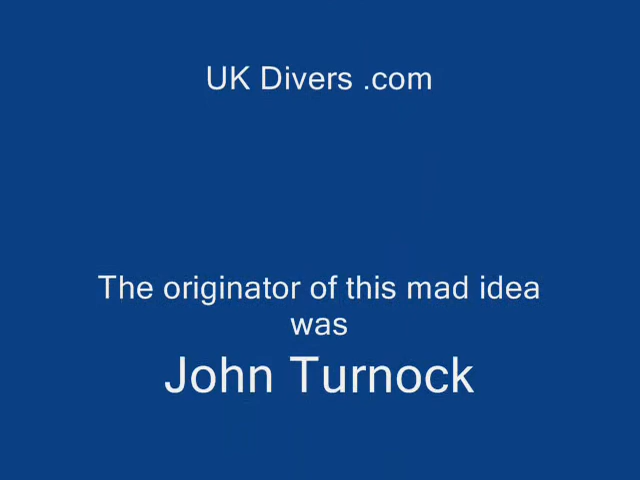 UK Divers .com
The originator of this mad idea
was
John Turnock